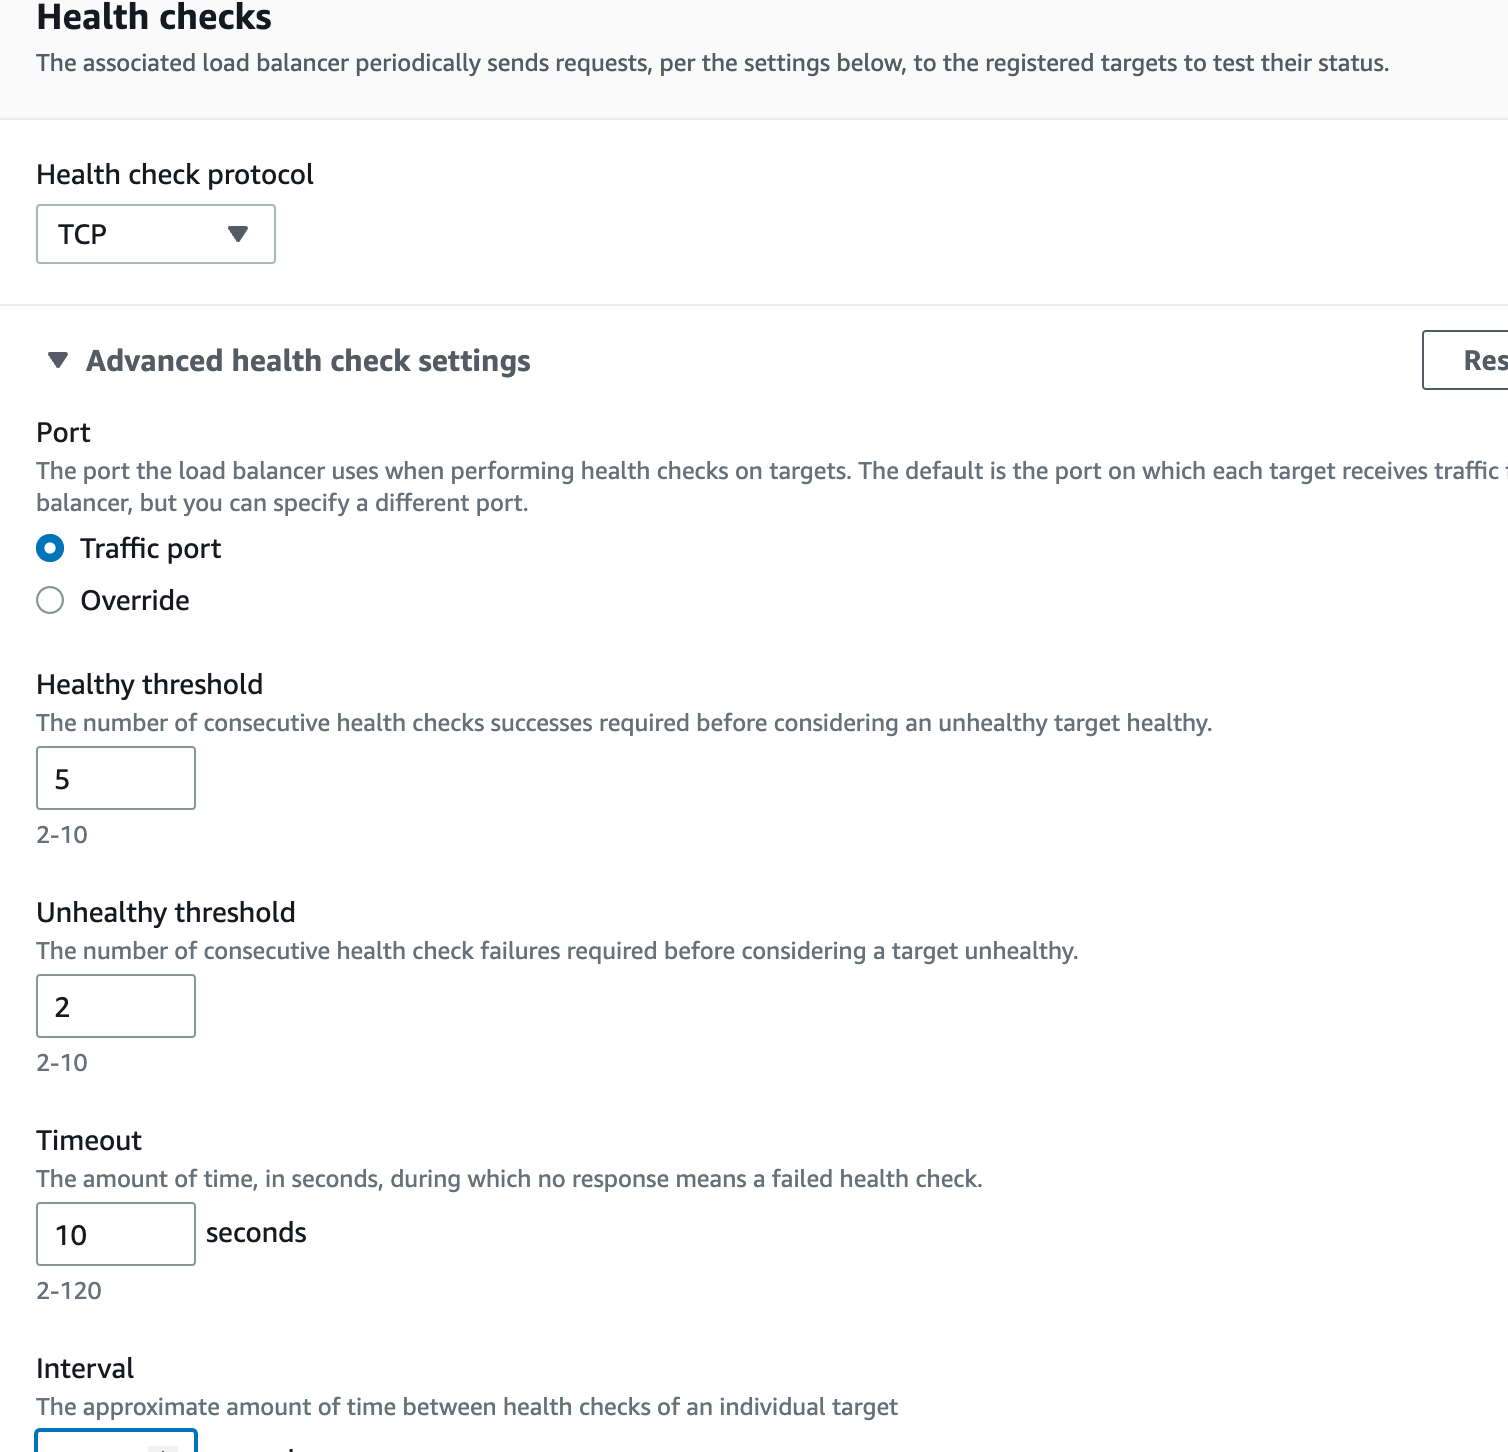 Health checks
The associated load balancer periodically sends requests, per the settings below, to the registered targets to test their status.
Health check protocol
TCP
Advanced health check settings
Port
The port the load balancer uses when performing health checks on targets. The default is the port on which each target receives traffic
balancer, but you can specify a different port.
Traffic port
Override
Healthy threshold
The number of consecutive health checks successes required before considering an unhealthy target healthy.
5
2-10
Unhealthy threshold
The number of consecutive health check failures required before considering a target unhealthy.
2
2-10
Timeout
The amount of time, in seconds, during which no response means a failed health check.
10 seconds
2-120
Interval
The approximate amount of time between health checks of an individual target